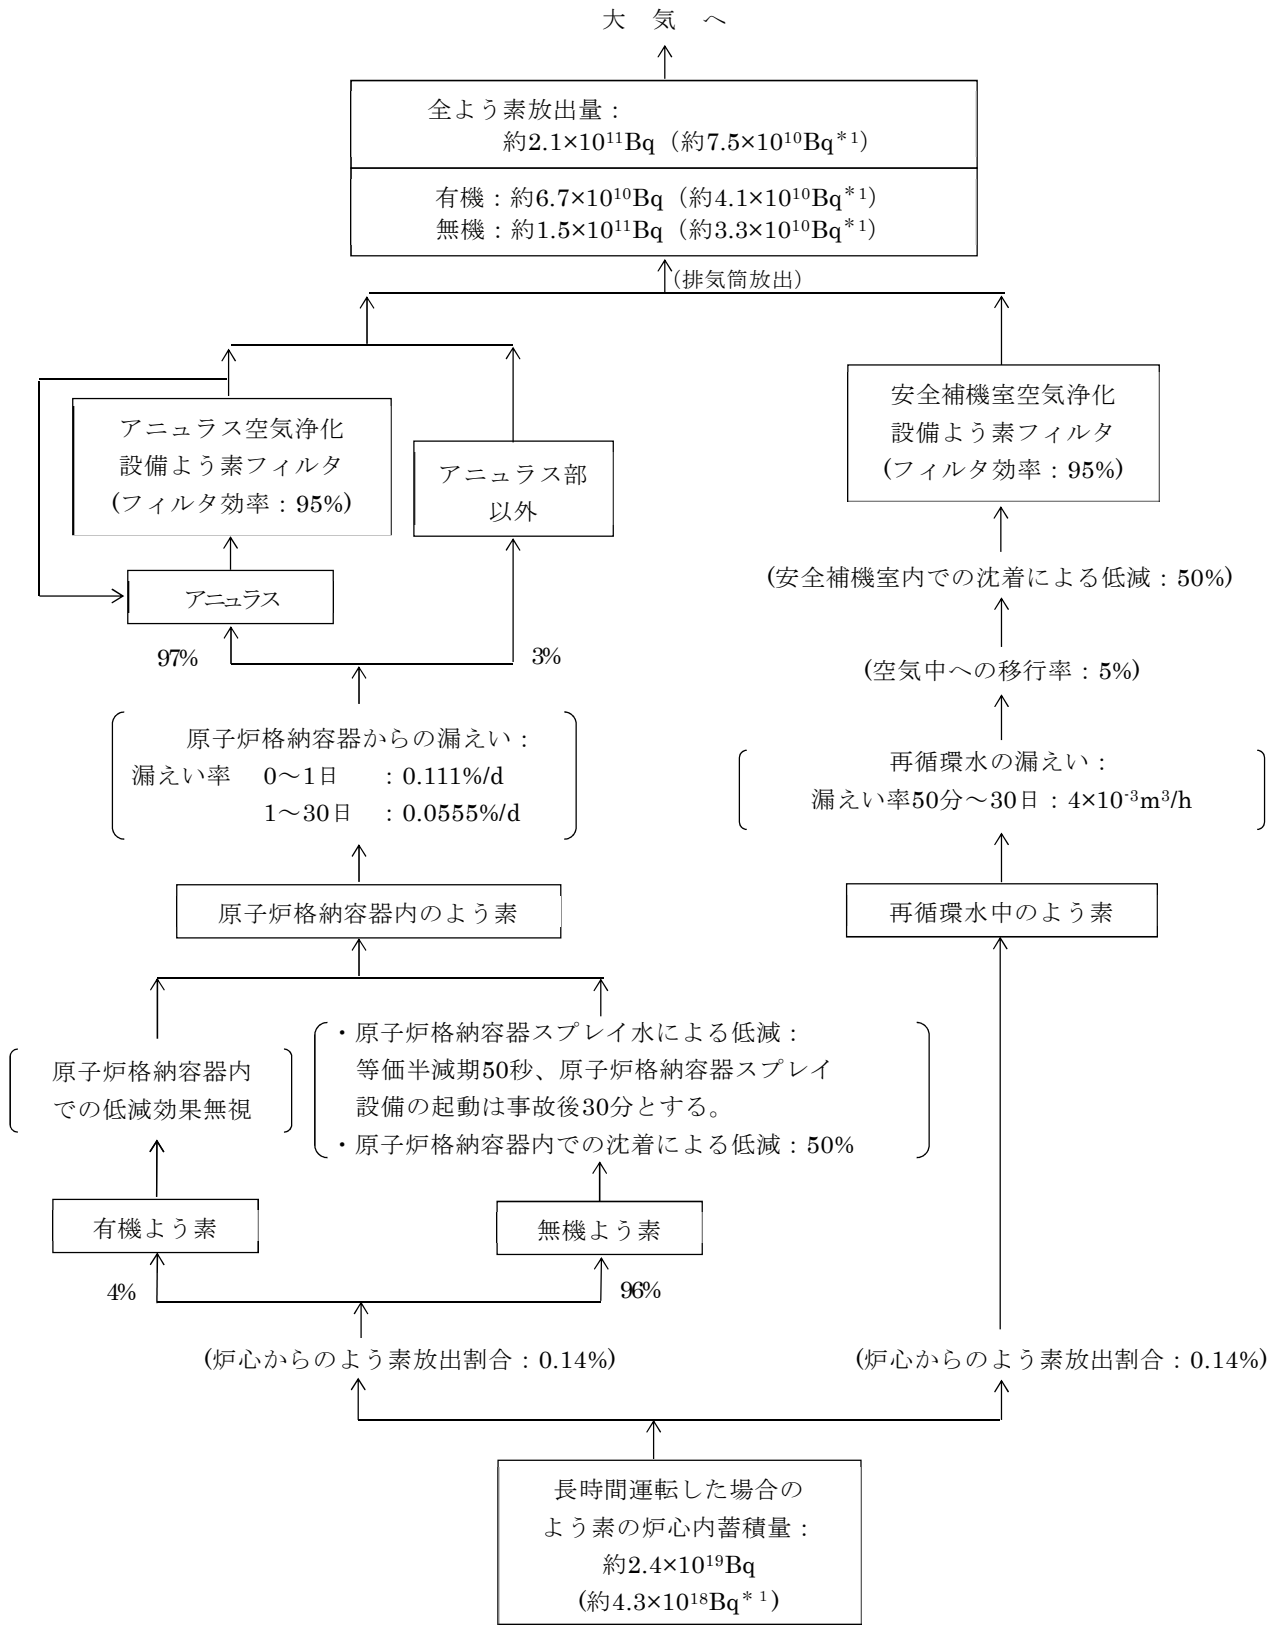 大 気 へ
全よう素放出量：
約2.1×10¹¹Bq（約7.5×10¹⁰Bq＊¹）
有機：約6.7×10¹⁰Bq（約4.1×10¹⁰Bq＊¹）
無機：約1.5×10¹¹Bq（約3.3×10¹⁰Bq＊¹）
(排気筒放出)
アニュラス空気浄化
設備よう素フィルタ
(フィルタ効率：95%)
アニュラス部
以外
安全補機室空気浄化
設備よう素フィルタ
(フィルタ効率：95%)
アニュラス
(安全補機室内での沈着による低減：50%)
97%
3%
(空気中への移行率：5%)
原子炉格納容器からの漏えい：
漏えい率 0～1日 ：0.111%/d
1～30日 ：0.0555%/d
再循環水の漏えい：
漏えい率50分～30日：4×10⁻³m³/h
原子炉格納容器内のよう素
再循環水中のよう素
原子炉格納容器内
での低減効果無視
・原子炉格納容器スプレイ水による低減：
等価半減期50秒、原子炉格納容器スプレイ
設備の起動は事故後30分とする。
・原子炉格納容器内での沈着による低減：50%
有機よう素
無機よう素
4%
96%
(炉心からのよう素放出割合：0.14%)
(炉心からのよう素放出割合：0.14%)
長時間運転した場合の
よう素の炉心内蓄積量：
約2.4×10¹⁹Bq
(約4.3×10¹⁸Bq＊¹)